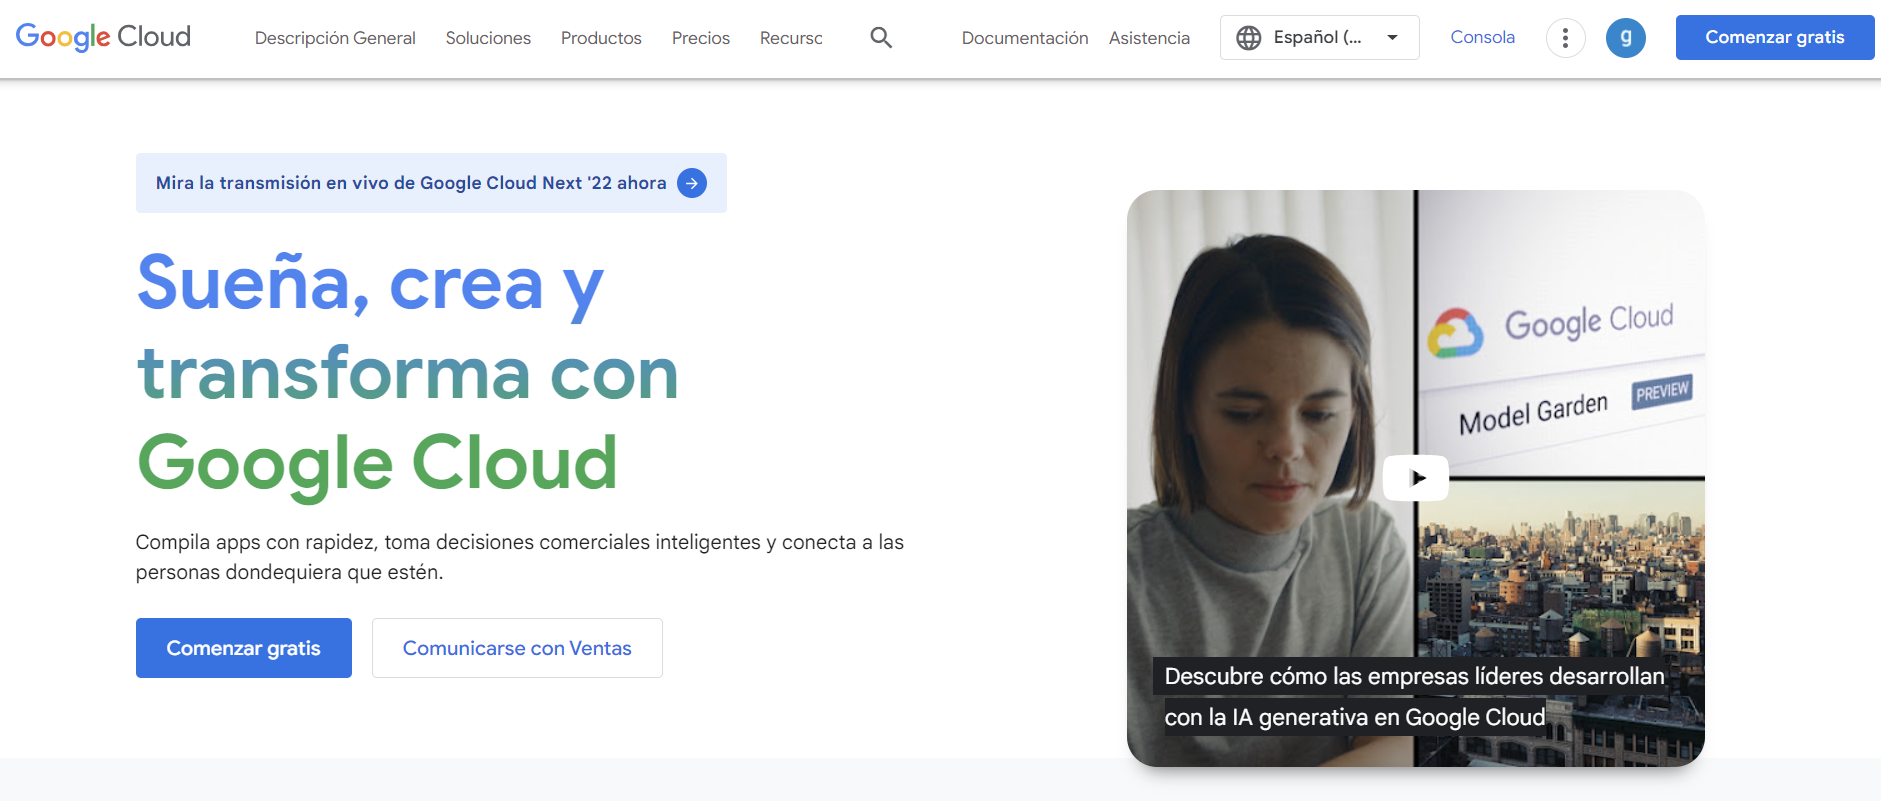 Google Cloud
Descripción General
Soluciones
Productos
Precios
Recursc
Documentación
Asistencia
Español (...
Consola
g
Comenzar gratis
Mira la transmisión en vivo de Google Cloud Next '22 ahora
Sueña, crea y
transforma con
Google Cloud
Compila apps con rapidez, toma decisiones comerciales inteligentes y conecta a las
personas dondequiera que estén.
Comenzar gratis
Comunicarse con Ventas
Google Cloud
Model Garden PREVIEW
Descubre cómo las empresas líderes desarrollan
con la IA generativa en Google Cloud